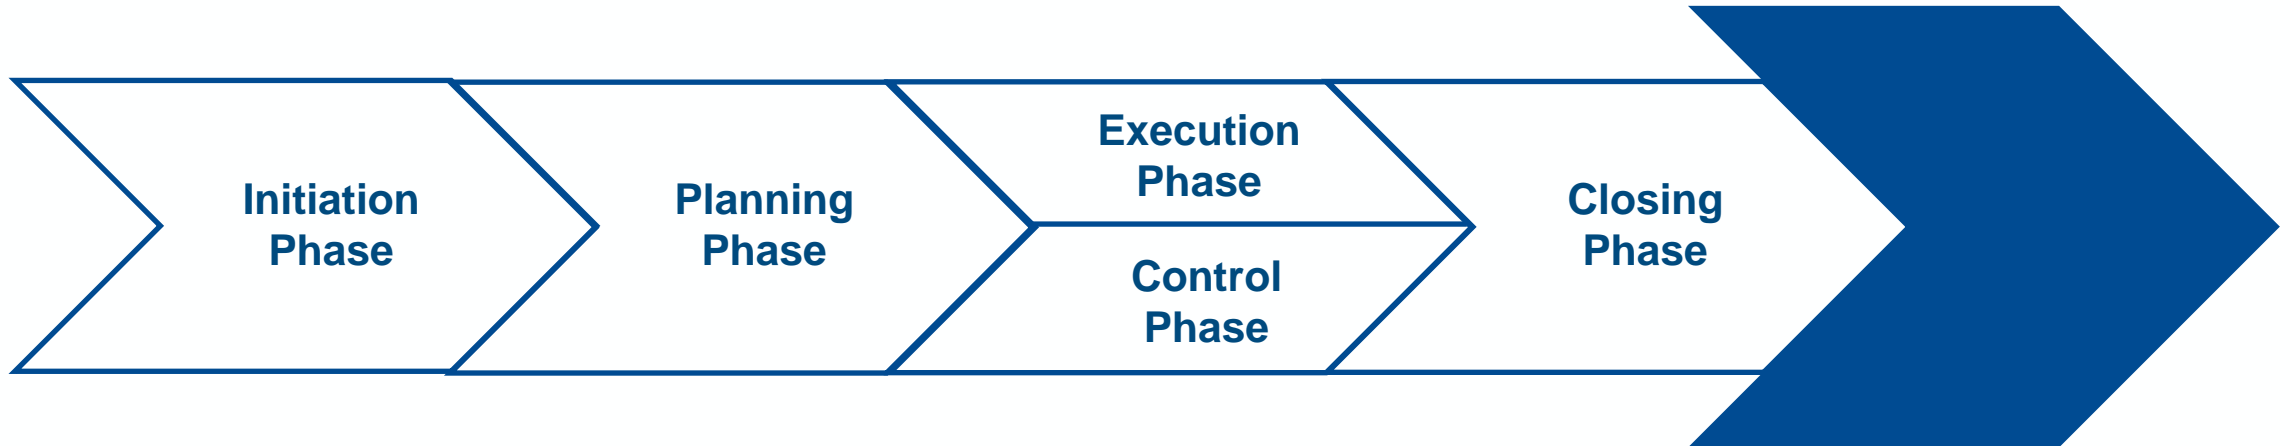 Initiation
Phase
Planning
Phase
Execution
Phase
Control
Phase
Closing
Phase